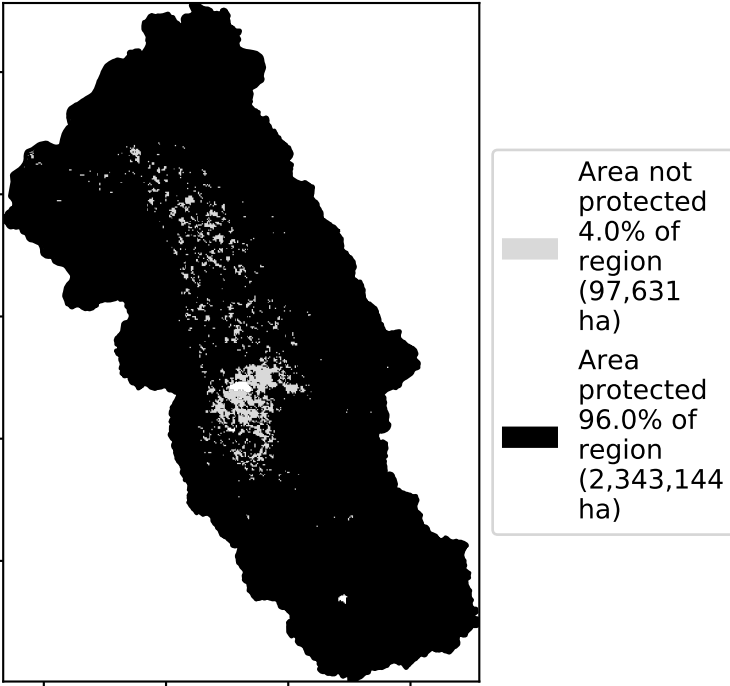 Area not
protected
4.0% of
region
(97,631
ha)
Area
protected
96.0% of
region
(2,343,144
ha)